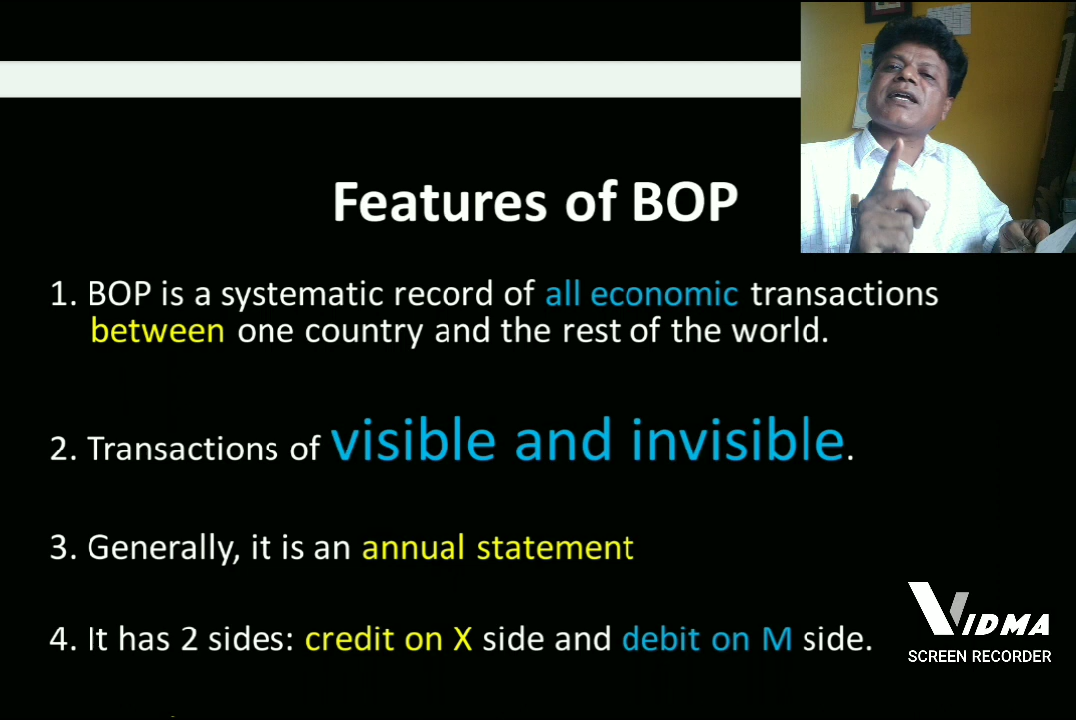 Features of BOP
1. BOP is a systematic record of all economic transactions
between one country and the rest of the world.
2. Transactions of visible and invisible.
3. Generally, it is an annual statement
4. It has 2 sides: credit on X side and debit on M side.
VIDMA
SCREEN RECORDER